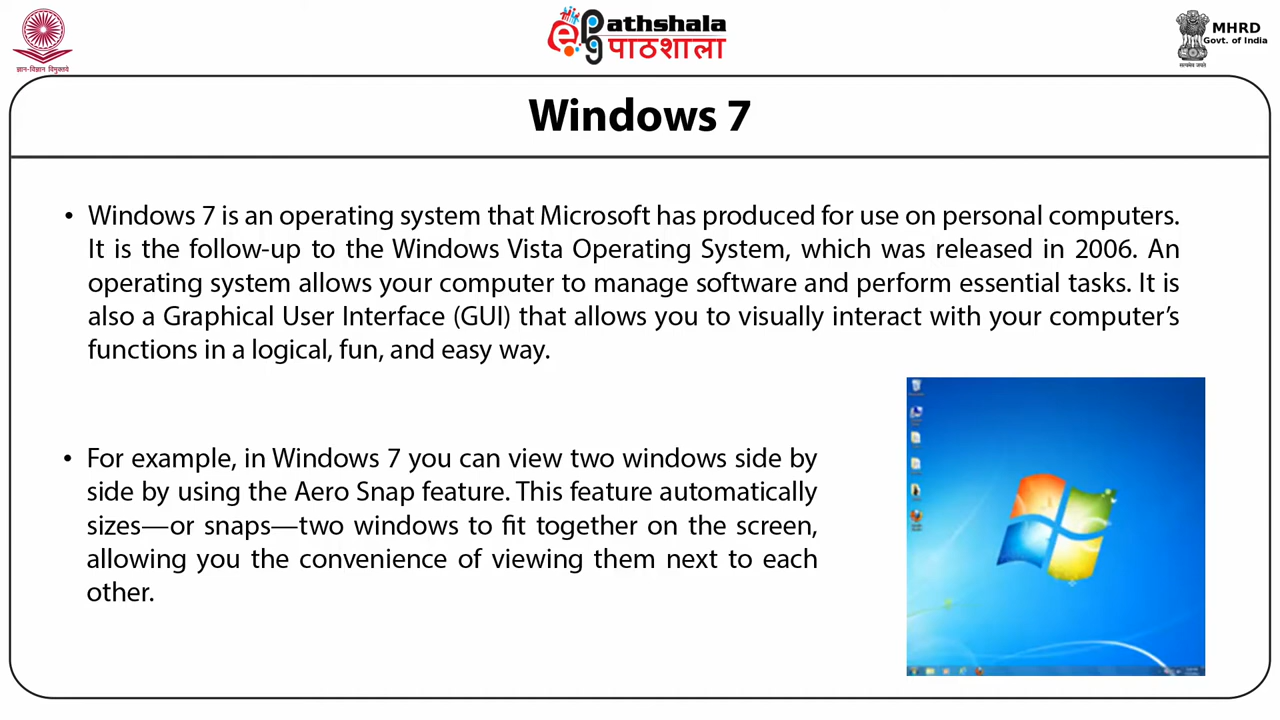 ज्ञान-विज्ञान विमुक्तये
ePathshala
पाठशाला
सत्यमेव जयते
MHRD
Govt. of India
Windows 7
• Windows 7 is an operating system that Microsoft has produced for use on personal computers.
It is the follow-up to the Windows Vista Operating System, which was released in 2006. An
operating system allows your computer to manage software and perform essential tasks. It is
also a Graphical User Interface (GUI) that allows you to visually interact with your computer’s
functions in a logical, fun, and easy way.
• For example, in Windows 7 you can view two windows side by
side by using the Aero Snap feature. This feature automatically
sizes—or snaps—two windows to fit together on the screen,
allowing you the convenience of viewing them next to each
other.